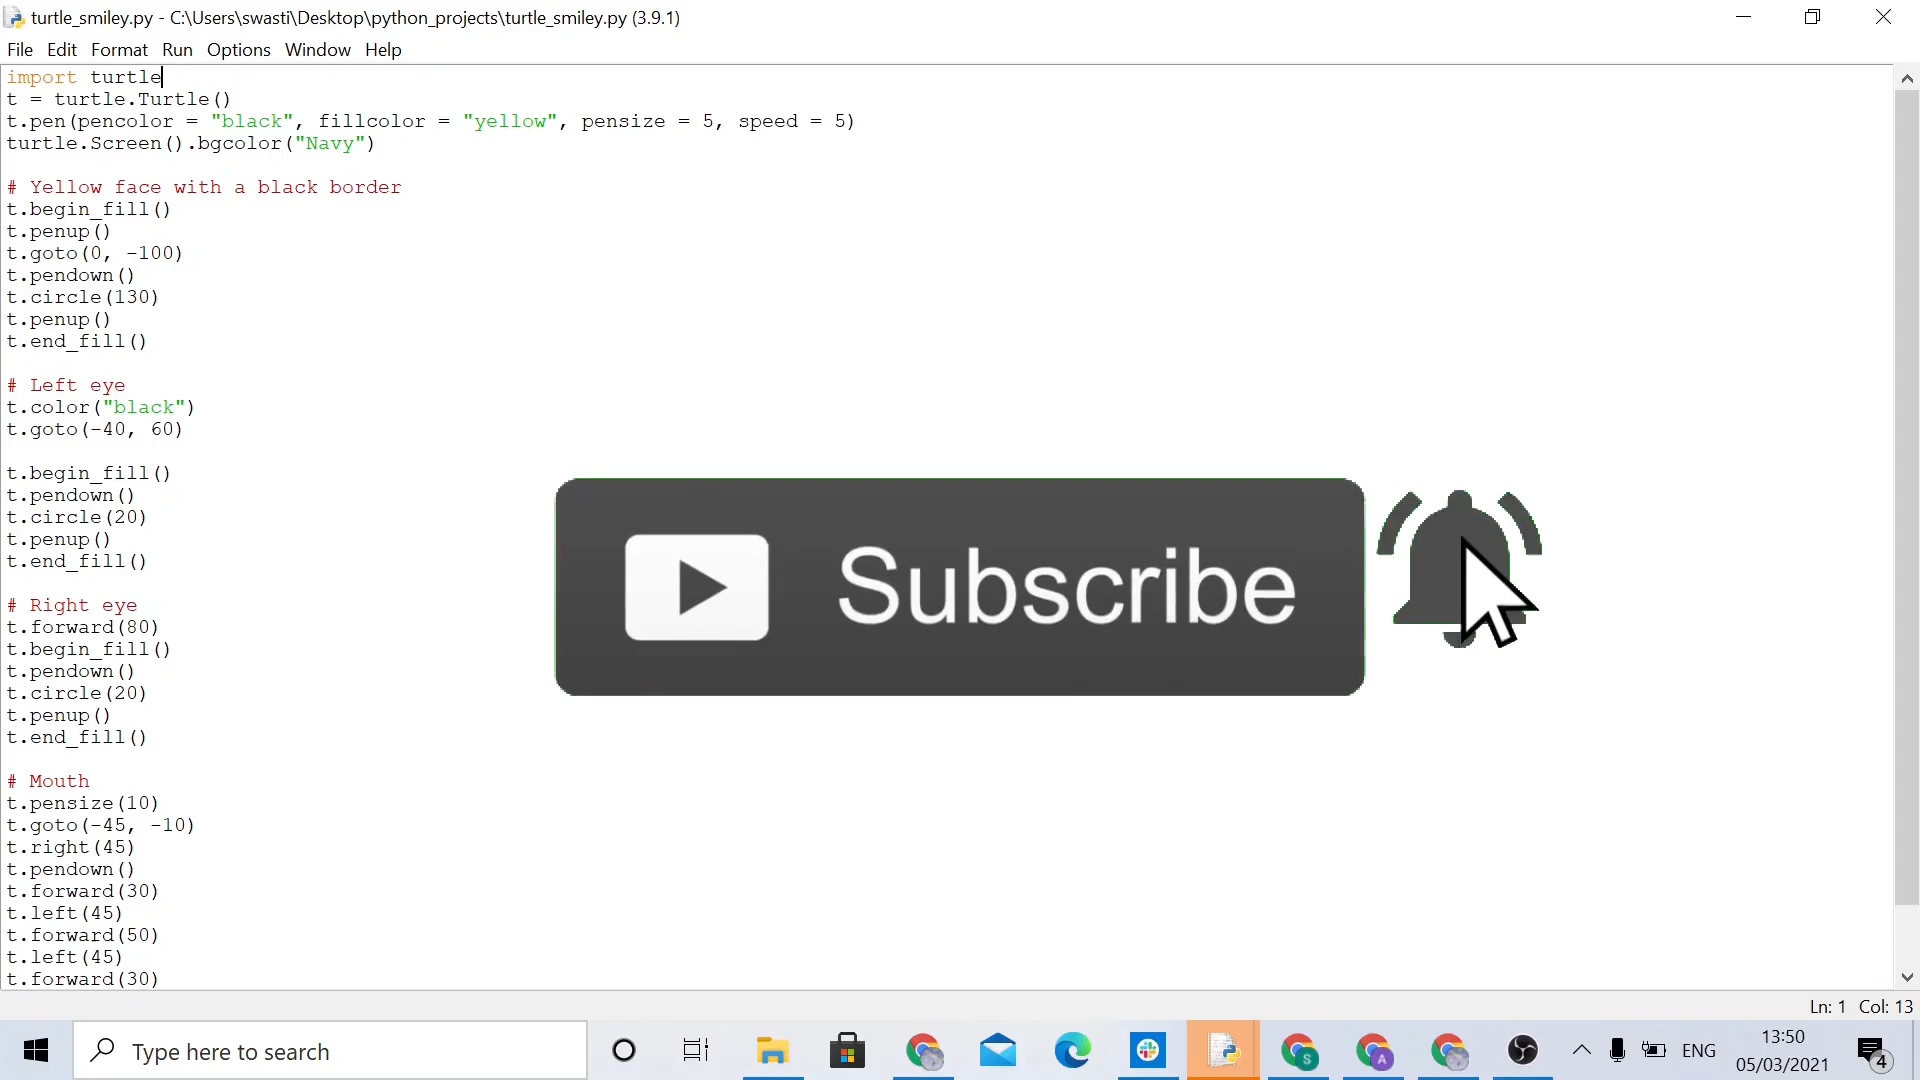 turtle_smiley.py - C:\Users\swasti\Desktop\python_projects\turtle_smiley.py (3.9.1)
File Edit Format Run Options Window Help
import turtle
t = turtle.Turtle()
t.pen(pencolor = "black", fillcolor = "yellow", pensize = 5, speed = 5)
turtle.Screen().bgcolor("Navy")
# Yellow face with a black border
t.begin_fill()
t.penup()
t.goto(0, -100)
t.pendown()
t.circle(130)
t.penup()
t.end_fill()
# Left eye
t.color("black")
t.goto(-40, 60)
t.begin_fill()
t.pendown()
t.circle(20)
t.penup()
t.end_fill()
# Right eye
t.forward(80)
t.begin_fill()
t.pendown()
t.circle(20)
t.penup()
t.end_fill()
# Mouth
t.pensize(10)
t.goto(-45, -10)
t.right(45)
t.pendown()
t.forward(30)
t.left(45)
t.forward(50)
t.left(45)
t.forward(30)
Subscribe
Ln: 1 Col: 13
Type here to search
S
A
ENG
13:50
05/03/2021
4